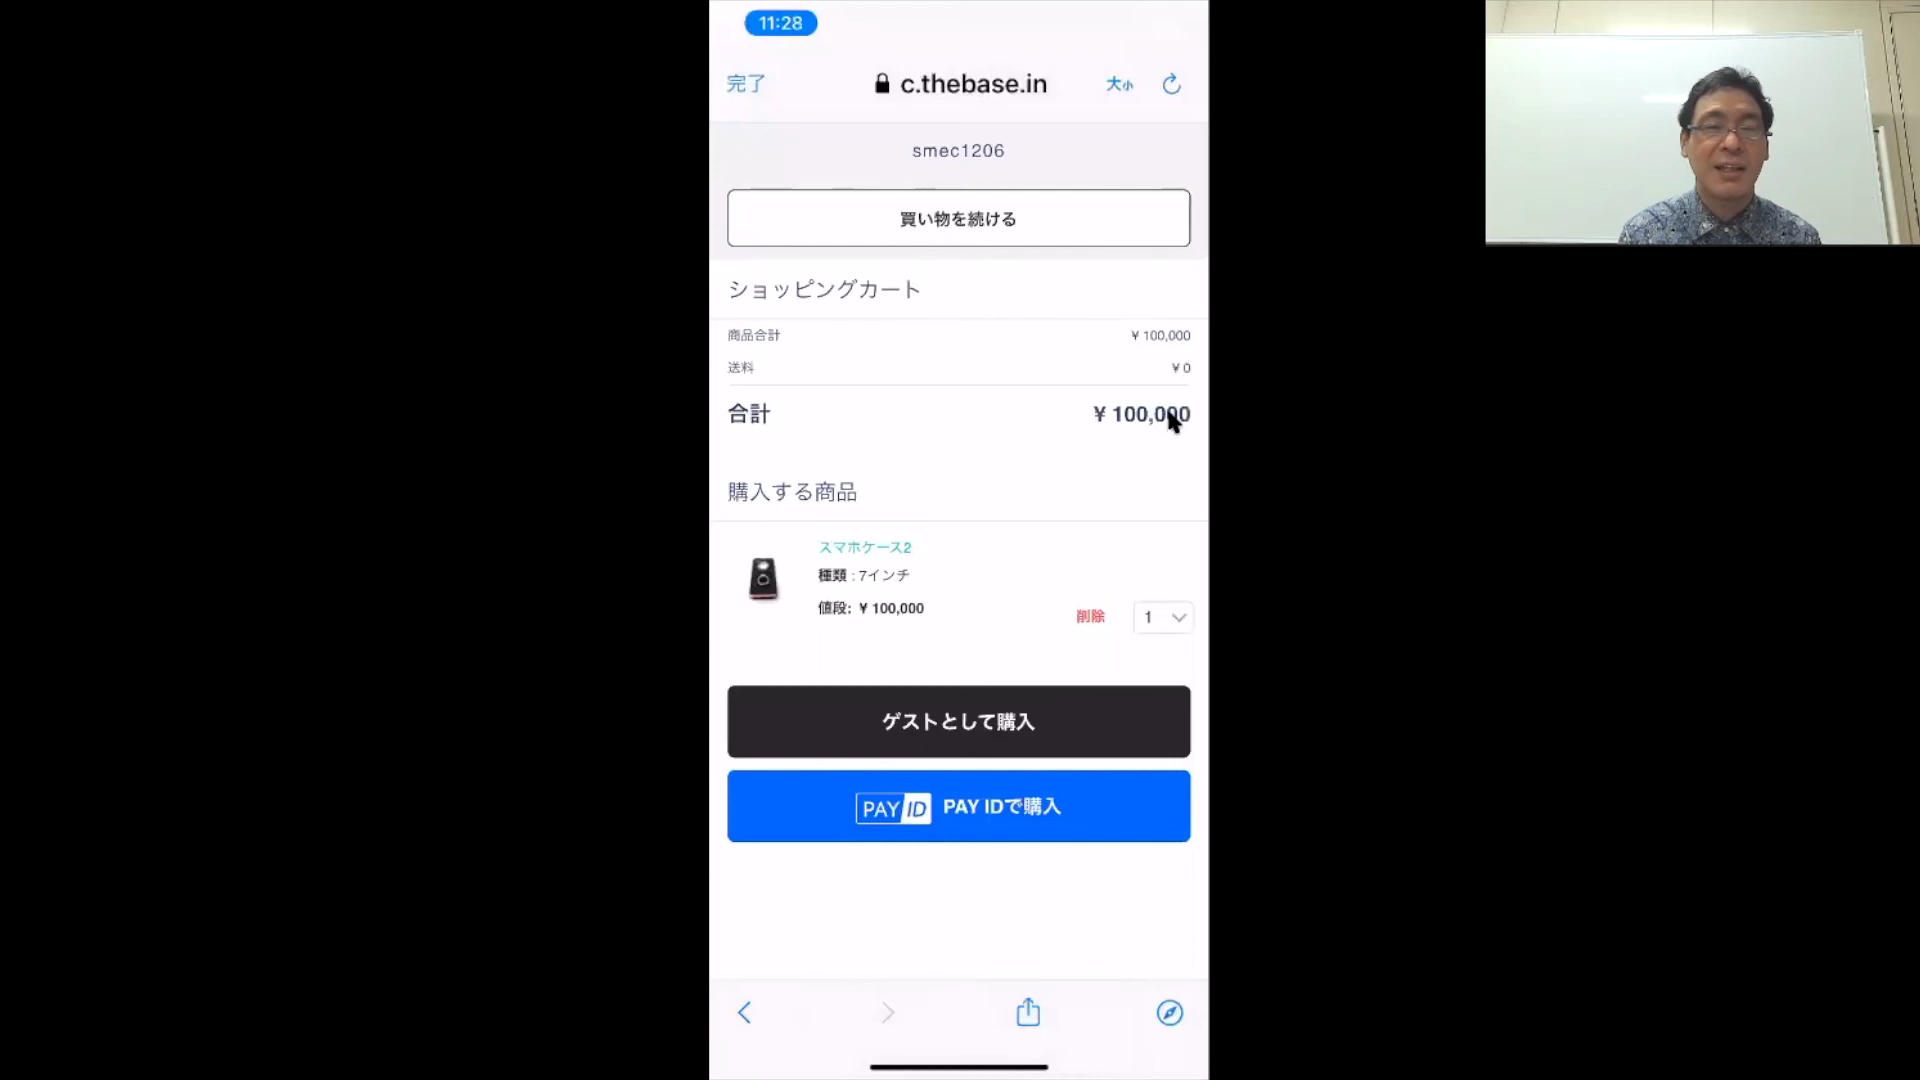 11:28
完了
c.thebase.in
大小
smec1206
買い物を続ける
ショッピングカート
商品合計 ¥ 100,000
送料 ¥ 0
合計 ¥ 100,000
購入する商品
スマホケース2
種類 : 7インチ
値段: ¥ 100,000
削除 1
ゲストとして購入
PAY ID PAY IDで購入